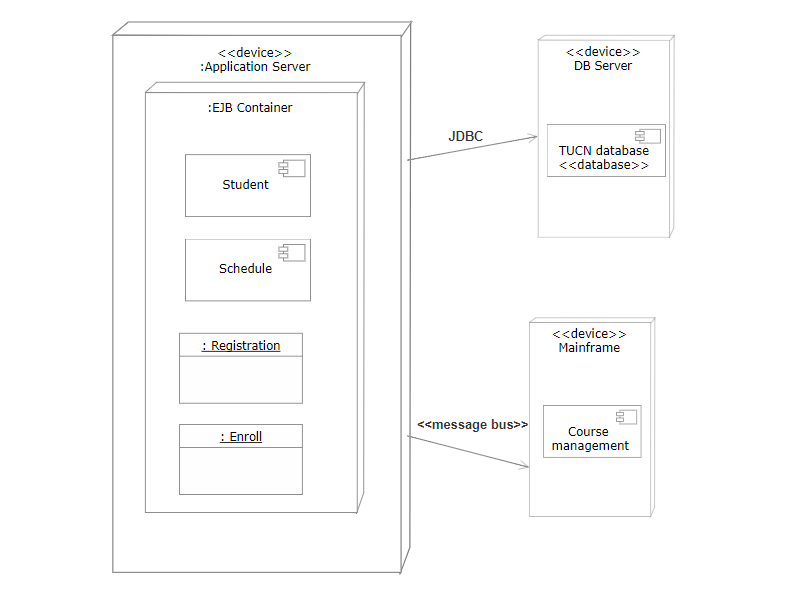 <<device>>
:Application Server
:EJB Container
Student
Schedule
: Registration
: Enroll
JDBC
<<message bus>>
<<device>>
DB Server
TUCN database
<<database>>
<<device>>
Mainframe
Course
management